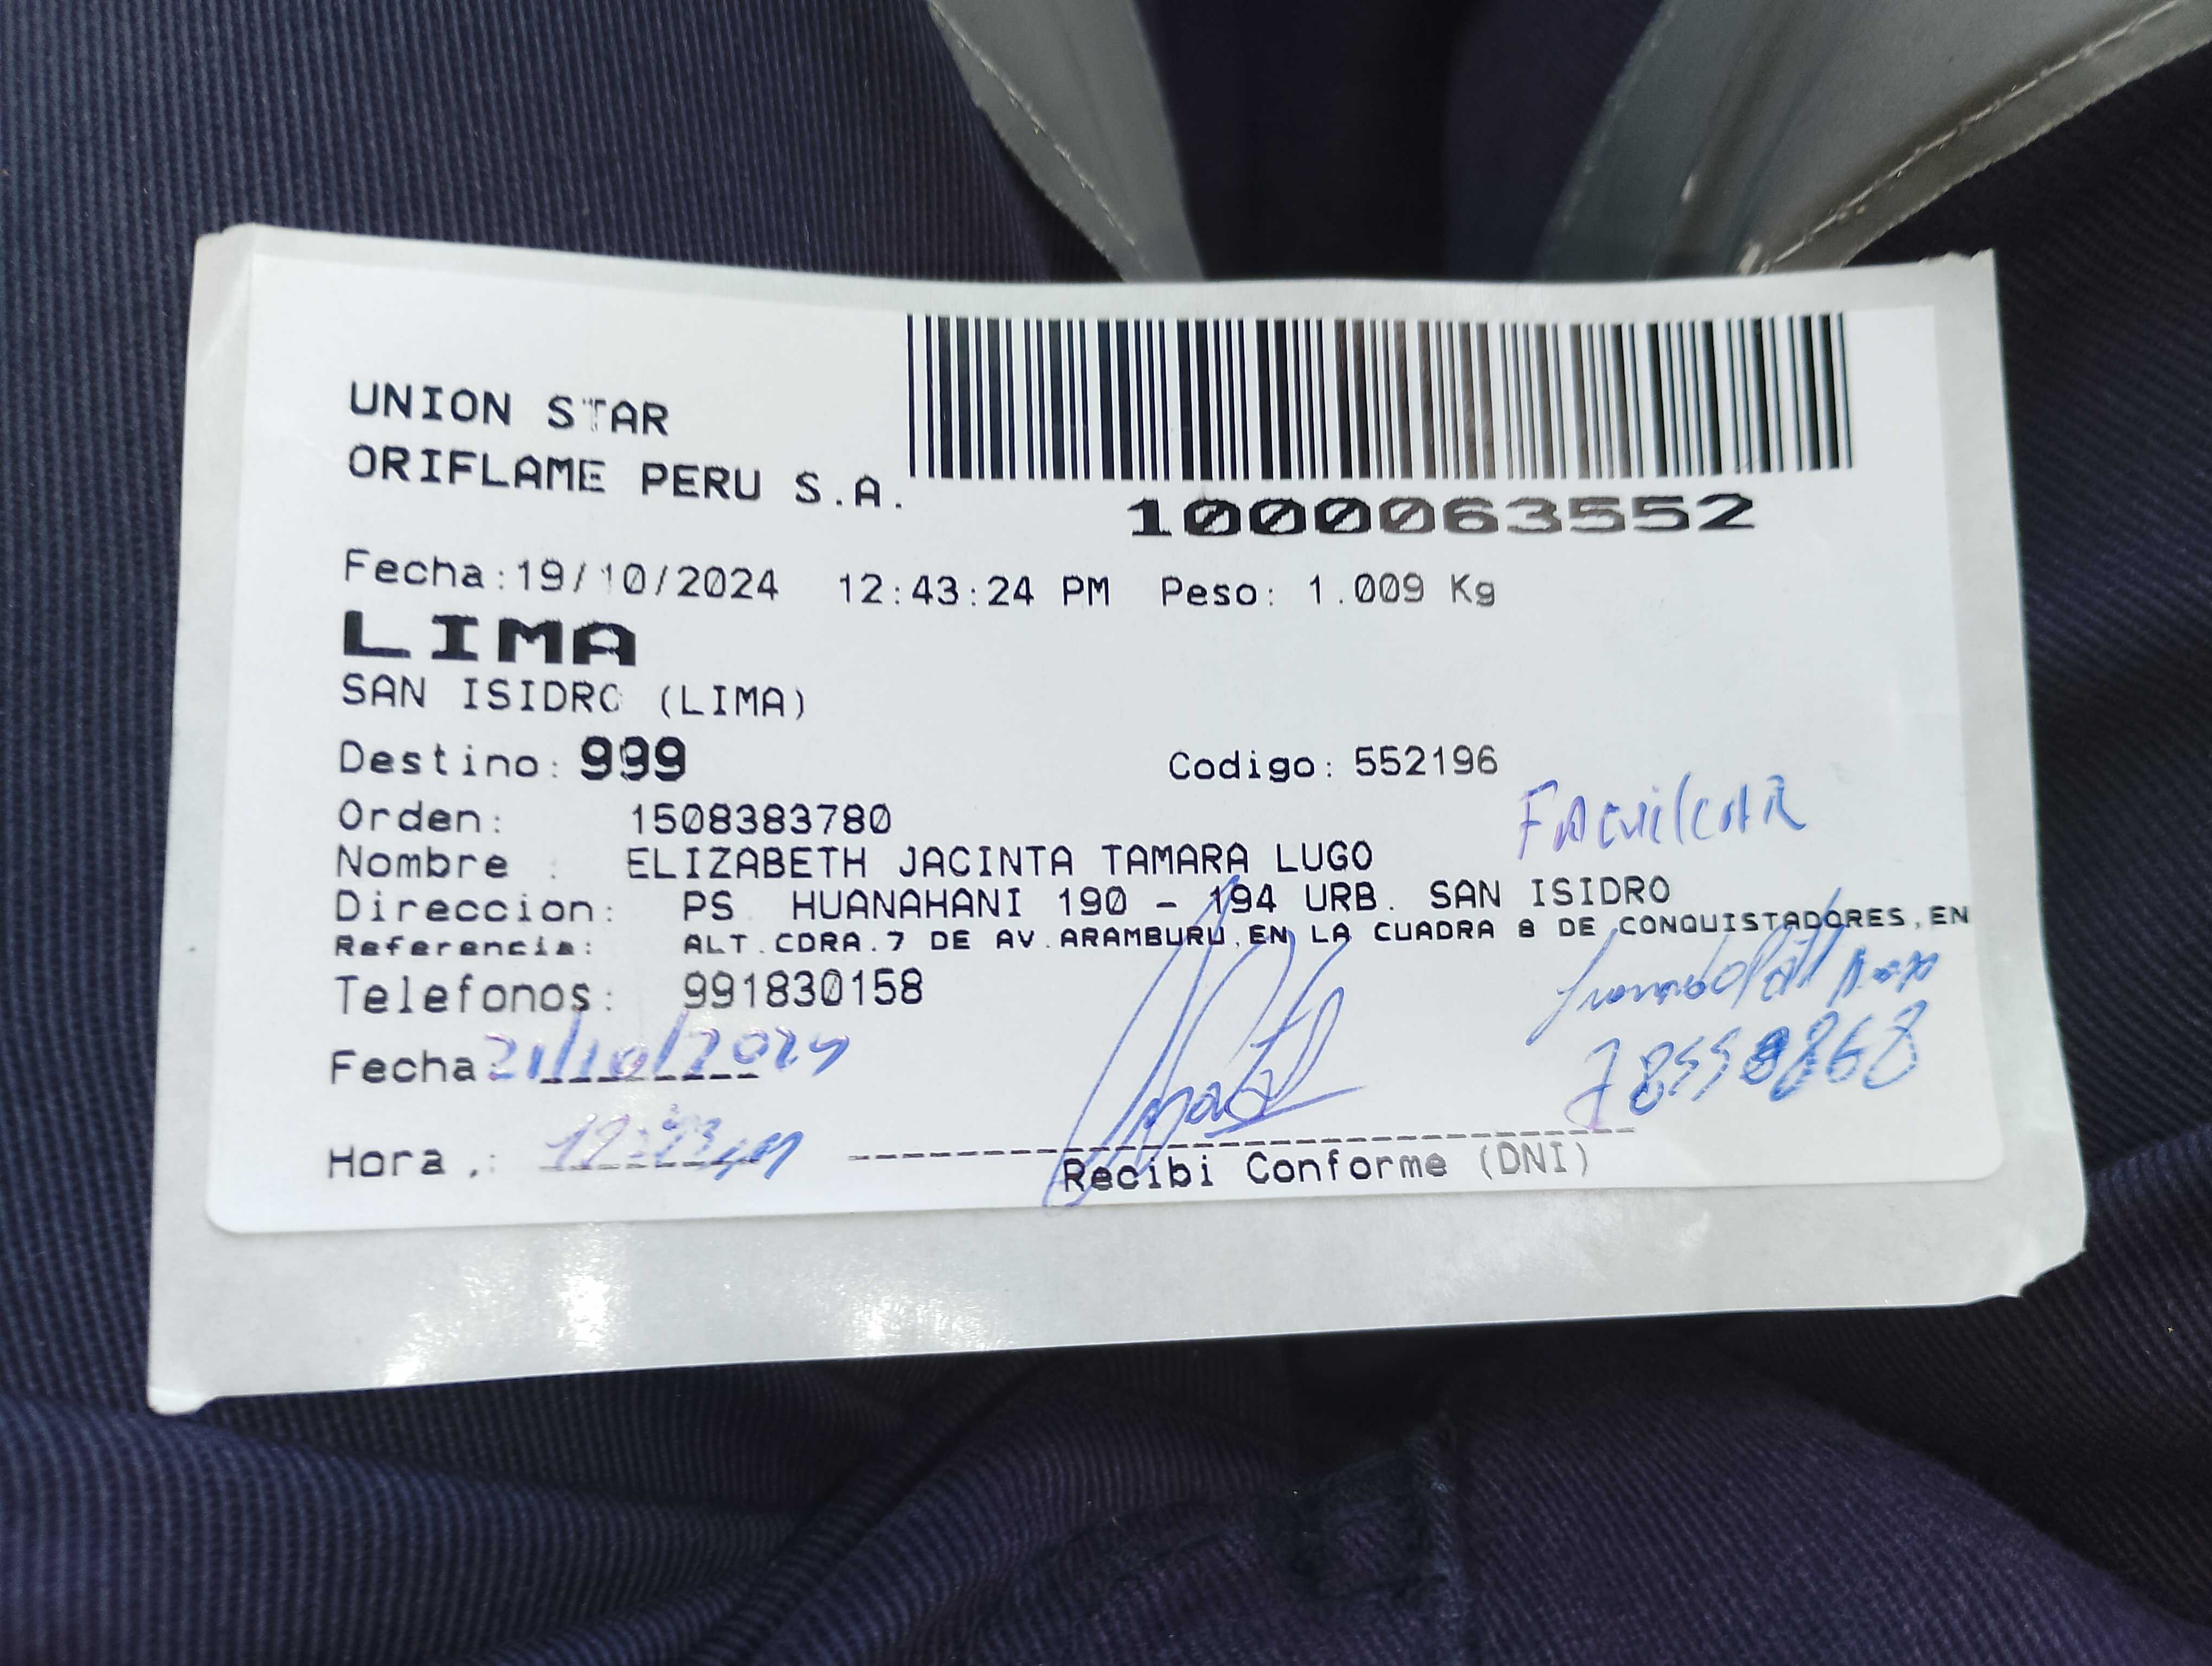 UNION STAR
ORIFLAME PERU S.A.
1000063552
Fecha:19/10/2024 12:43:24 PM Peso: 1.009 Kg
LIMA
SAN ISIDRO (LIMA)
Destino: 999 Codigo: 552196
Orden: 1508383780
Nombre : ELIZABETH JACINTA TAMARA LUGO
Direccion: PS HUANAHANI 190 - 194 URB. SAN ISIDRO
Referencia: ALT.CDRA.7 DE AV.ARAMBURU,EN LA CUADRA 8 DE CONQUISTADORES,EN
Telefonos: 991830158
Fecha: 21/10/2024
Hora .:
Recibi Conforme (DNI)